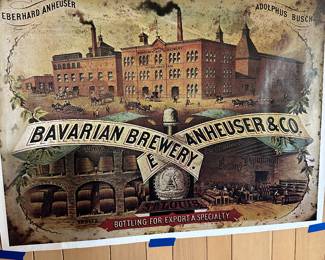 EBERHARD ANHEUSER
ADOLPHUS BUSCH
BAVARIAN BREWERY.
E. ANHEUSER & CO.
BOTTLING FOR EXPORT A SPECIALTY.